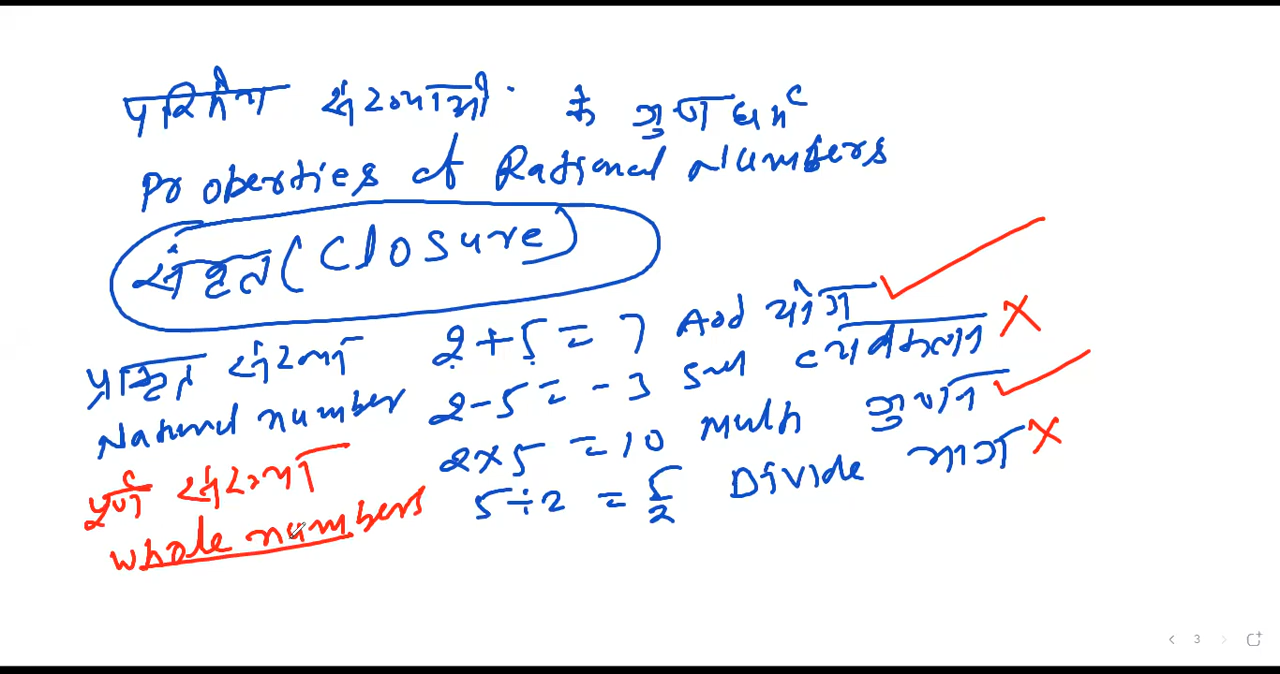 परिमेय संख्याओं के गुणधर्म
Properties of Rational Numbers
संवृत (Closure)
प्राकृत संख्या 2+5=7 Add योग ✓
Natural number 2-5=-3 Sub व्यवकलन ✗
पूर्ण संख्या 2×5=10 Multi गुणन ✓
Whole numbers 5÷2=5/2 Divide भाग ✗
3